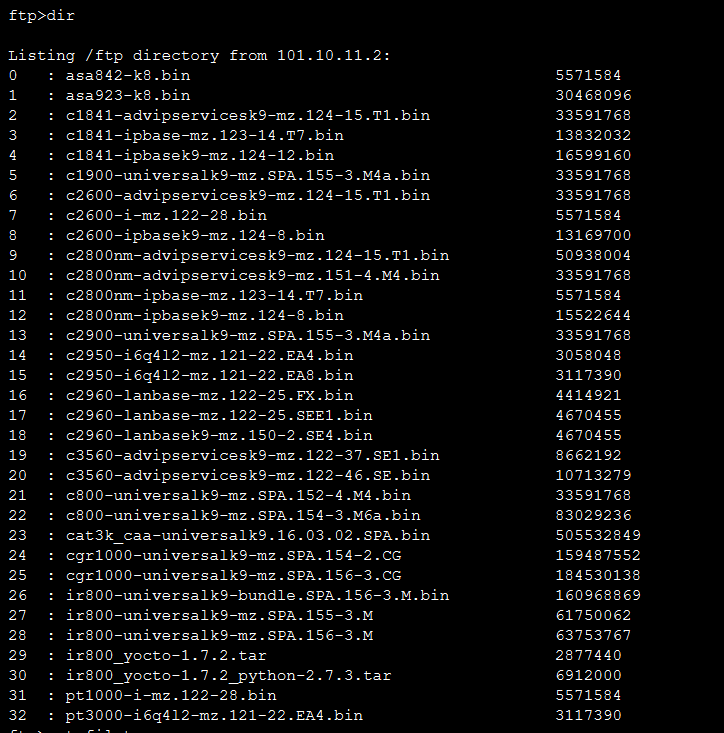 ftp>dir
Listing /ftp directory from 101.10.11.2:
0 : asa842-k8.bin 5571584
1 : asa923-k8.bin 30468096
2 : c1841-advipservicesk9-mz.124-15.T1.bin 33591768
3 : c1841-ipbase-mz.123-14.T7.bin 13832032
4 : c1841-ipbasek9-mz.124-12.bin 16599160
5 : c1900-universalk9-mz.SPA.155-3.M4a.bin 33591768
6 : c2600-advipservicesk9-mz.124-15.T1.bin 33591768
7 : c2600-i-mz.122-28.bin 5571584
8 : c2600-ipbasek9-mz.124-8.bin 13169700
9 : c2800nm-advipservicesk9-mz.124-15.T1.bin 50938004
10 : c2800nm-advipservicesk9-mz.151-4.M4.bin 33591768
11 : c2800nm-ipbase-mz.123-14.T7.bin 5571584
12 : c2800nm-ipbasek9-mz.124-8.bin 15522644
13 : c2900-universalk9-mz.SPA.155-3.M4a.bin 33591768
14 : c2950-i6q4l2-mz.121-22.EA4.bin 3058048
15 : c2950-i6q4l2-mz.121-22.EA8.bin 3117390
16 : c2960-lanbase-mz.122-25.FX.bin 4414921
17 : c2960-lanbase-mz.122-25.SEE1.bin 4670455
18 : c2960-lanbasek9-mz.150-2.SE4.bin 4670455
19 : c3560-advipservicesk9-mz.122-37.SE1.bin 8662192
20 : c3560-advipservicesk9-mz.122-46.SE.bin 10713279
21 : c800-universalk9-mz.SPA.152-4.M4.bin 33591768
22 : c800-universalk9-mz.SPA.154-3.M6a.bin 83029236
23 : cat3k_caa-universalk9.16.03.02.SPA.bin 505532849
24 : cgr1000-universalk9-mz.SPA.154-2.CG 159487552
25 : cgr1000-universalk9-mz.SPA.156-3.CG 184530138
26 : ir800-universalk9-bundle.SPA.156-3.M.bin 160968869
27 : ir800-universalk9-mz.SPA.155-3.M 61750062
28 : ir800-universalk9-mz.SPA.156-3.M 63753767
29 : ir800_yocto-1.7.2.tar 2877440
30 : ir800_yocto-1.7.2_python-2.7.3.tar 6912000
31 : pt1000-i-mz.122-28.bin 5571584
32 : pt3000-i6q4l2-mz.121-22.EA4.bin 3117390